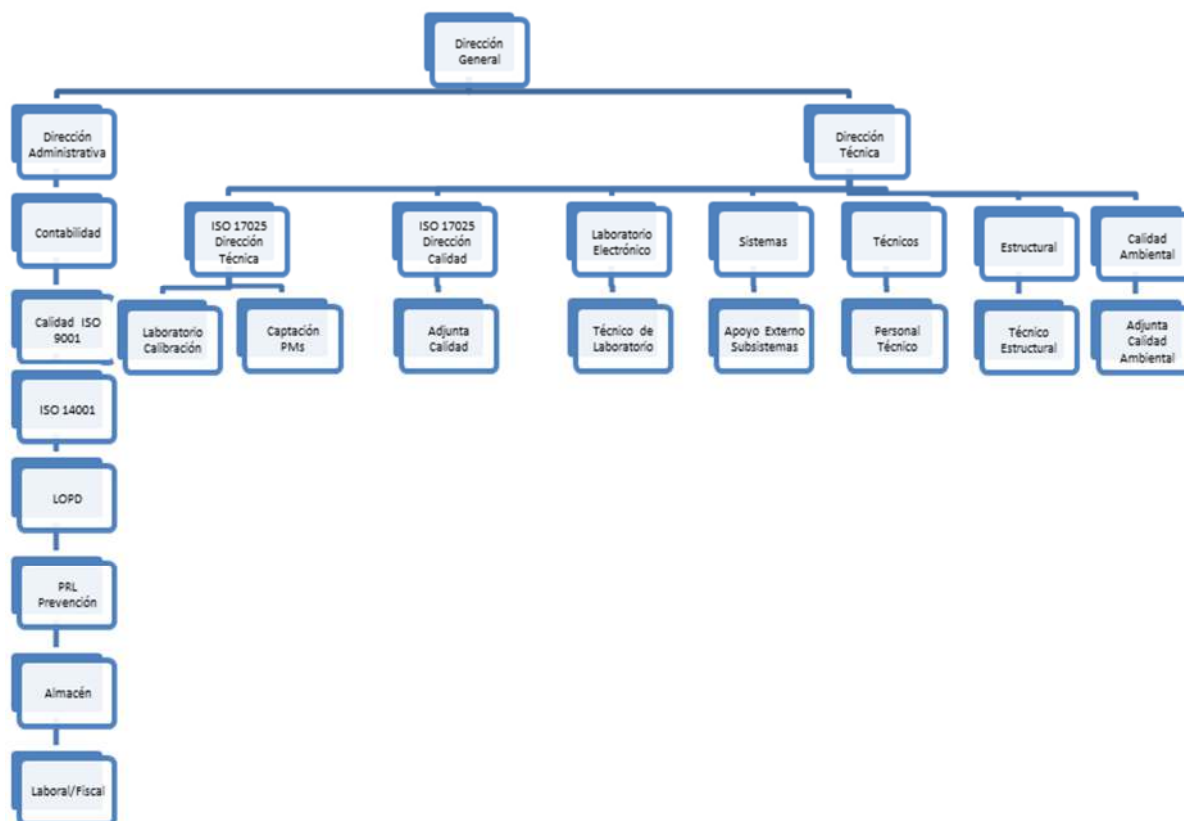 Dirección
General
Dirección
Administrativa
Dirección
Técnica
Contabilidad
ISO 17025
Dirección
Técnica
ISO 17025
Dirección
Calidad
Laboratorio
Electrónico
Sistemas
Técnicos
Estructural
Calidad
Ambiental
Calidad ISO
9001
Laboratorio
Calibración
Captación
PMs
Adjunta
Calidad
Técnico de
Laboratorio
Apoyo Externo
Subsistemas
Personal
Técnico
Técnico
Estructural
Adjunta
Calidad
Ambiental
ISO 14001
LOPD
PRL
Prevención
Almacén
Laboral/Fiscal